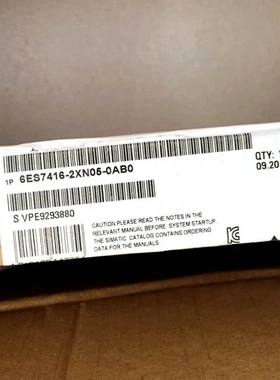 1P 6ES7416-2XN05-0AB0
S VPE9293880
QTY:
09.20
CAUTION PLEASE READ THE NOTES IN THE
RELEVANT MANUAL BEFORE SYSTEM STARTUP.
THE SIMATIC CATALOG CONTAINS ORDERING
DATA FOR THE MANUALS